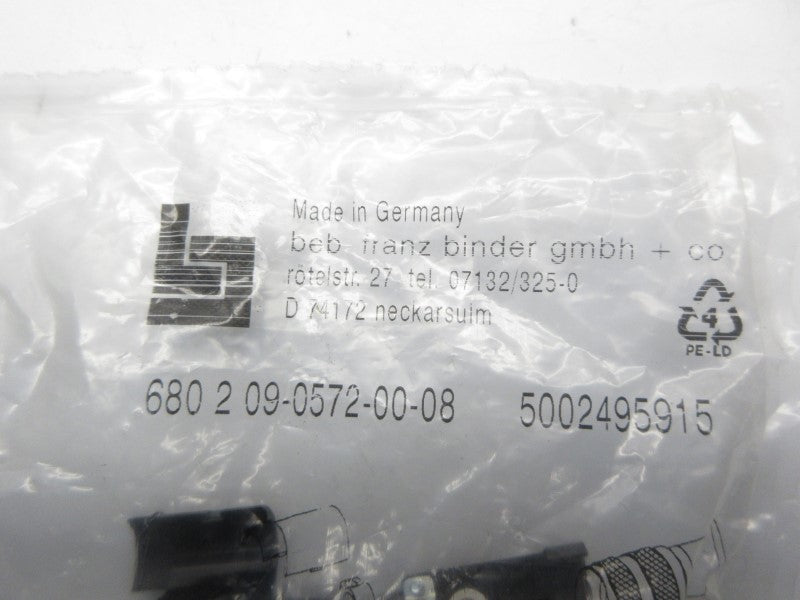 Made in Germany
beb franz binder gmbh + co
rötelstr. 27 tel. 07132/325-0
D 74172 neckarsulm
4
PE-LD
680 2 09-0572-00-08 5002495915